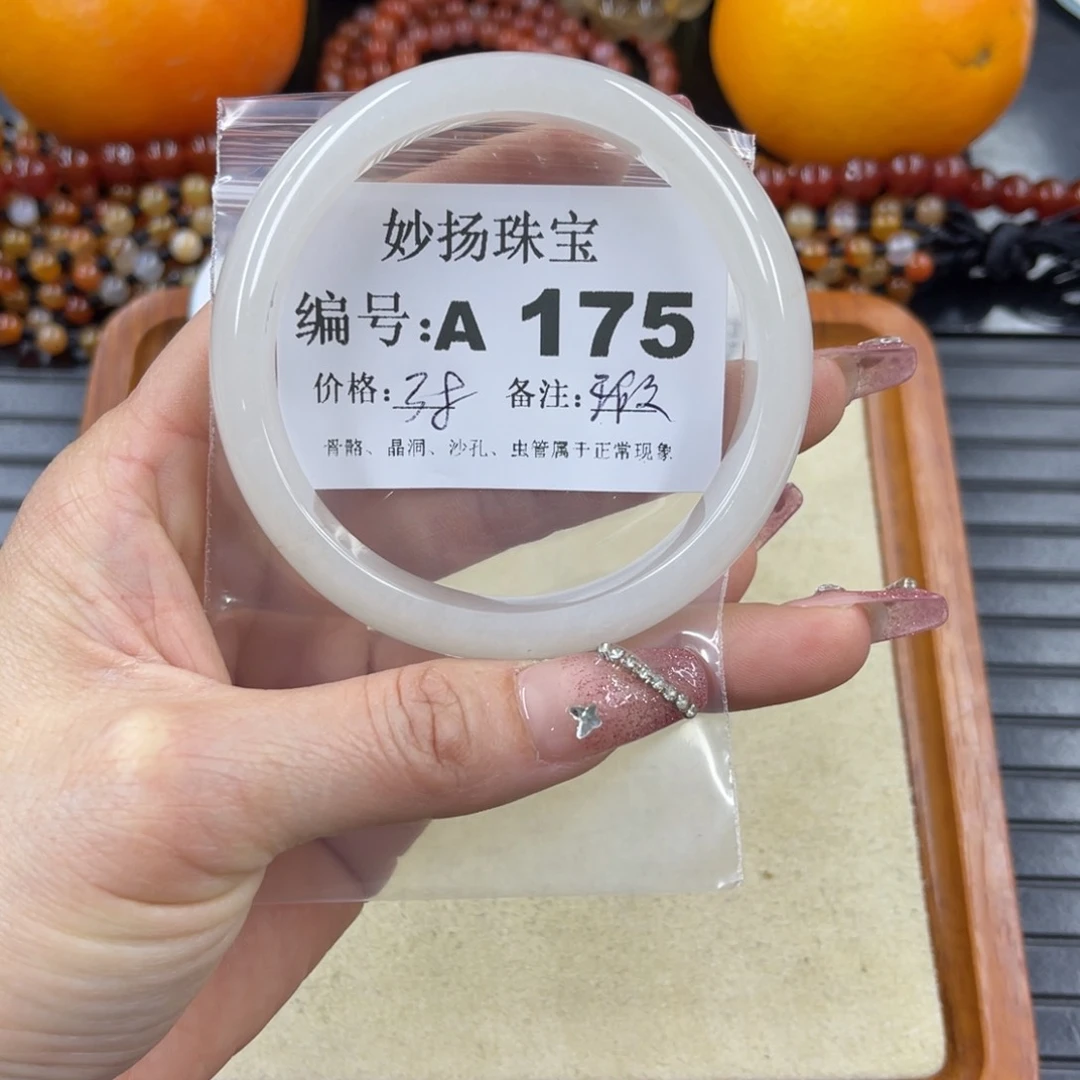 妙扬珠宝
编号:A 175
价格: 备注:
骨骼、晶洞、沙孔、虫管属于正常现象